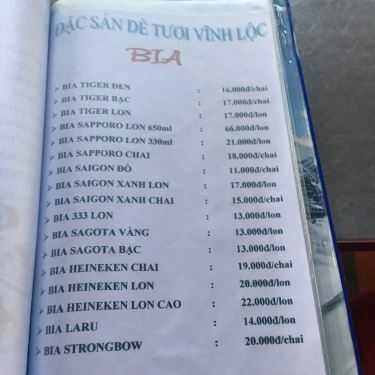 ĐẶC SẢN DÊ TƯƠI VĨNH LỘC
BIA
BIA TIGER ĐEN : 16.000đ/chai
BIA TIGER BẠC : 17.000đ/chai
BIA TIGER LON : 17.000đ/lon
BIA SAPPORO LON 650ml : 66.000đ/lon
BIA SAPPORO LON 330ml : 21.000đ/lon
BIA SAPPORO CHAI : 18.000đ/chai
BIA SAIGON ĐỎ : 11.000đ/chai
BIA SAIGON XANH LON : 17.000đ/lon
BIA SAIGON XANH CHAI : 15.000đ/chai
BIA 333 LON : 13.000đ/lon
BIA SAGOTA VÀNG : 13.000đ/lon
BIA SAGOTA BẠC : 13.000đ/lon
BIA HEINEKEN CHAI : 19.000đ/chai
BIA HEINEKEN LON : 20.000đ/lon
BIA HEINEKEN LON CAO : 22.000đ/lon
BIA LARU : 14.000đ/lon
BIA STRONGBOW : 20.000đ/chai